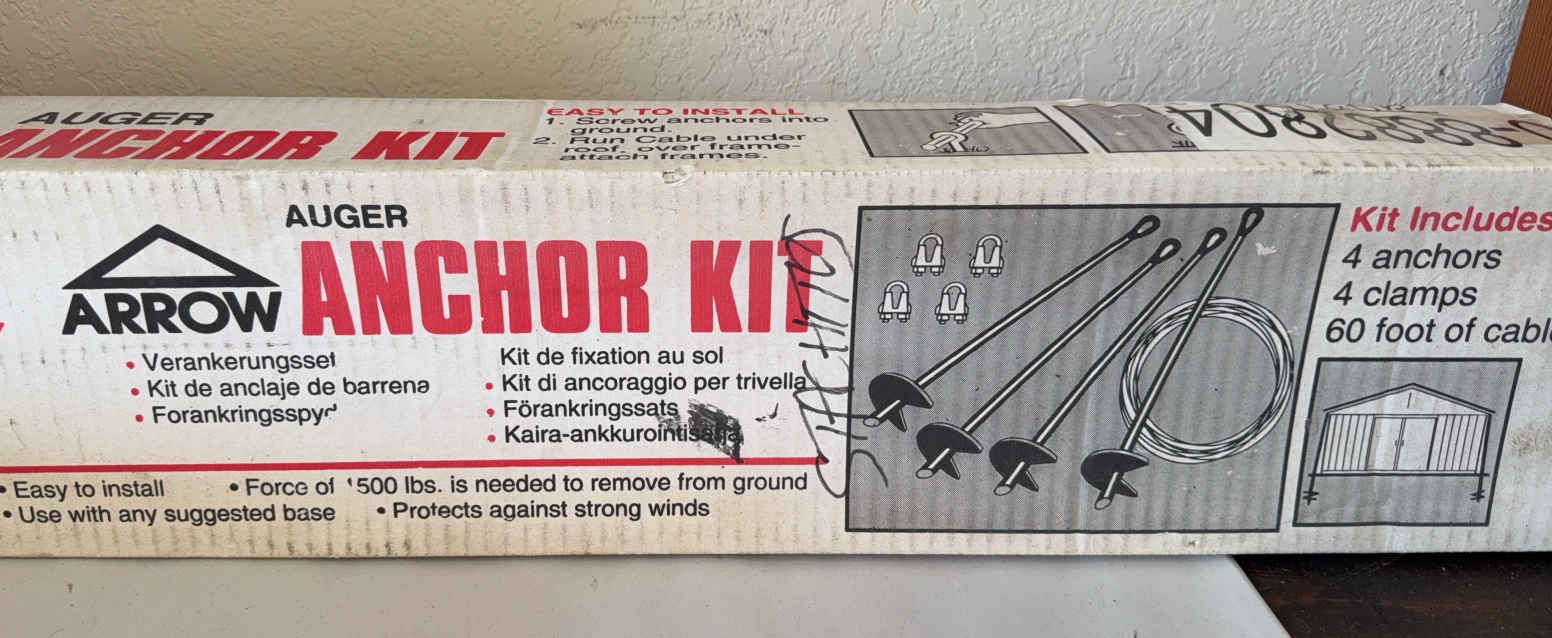 AUGER
ANCHOR KIT
EASY TO INSTALL
1. Screw anchors into
ground.
2. Run Cable under
roof, over frame-
attach frames.
AUGER
ANCHOR KIT
ARROW
• Verankerungsset
• Kit de anclaje de barrena
• Forankringsspyd
Kit de fixation au sol
• Kit di ancoraggio per trivella
• Förankringssats
• Kaira-ankkurointisarja
• Easy to install
• Force of 500 lbs. is needed to remove from ground
• Use with any suggested base
• Protects against strong winds
Kit Includes
4 anchors
4 clamps
60 foot of cable